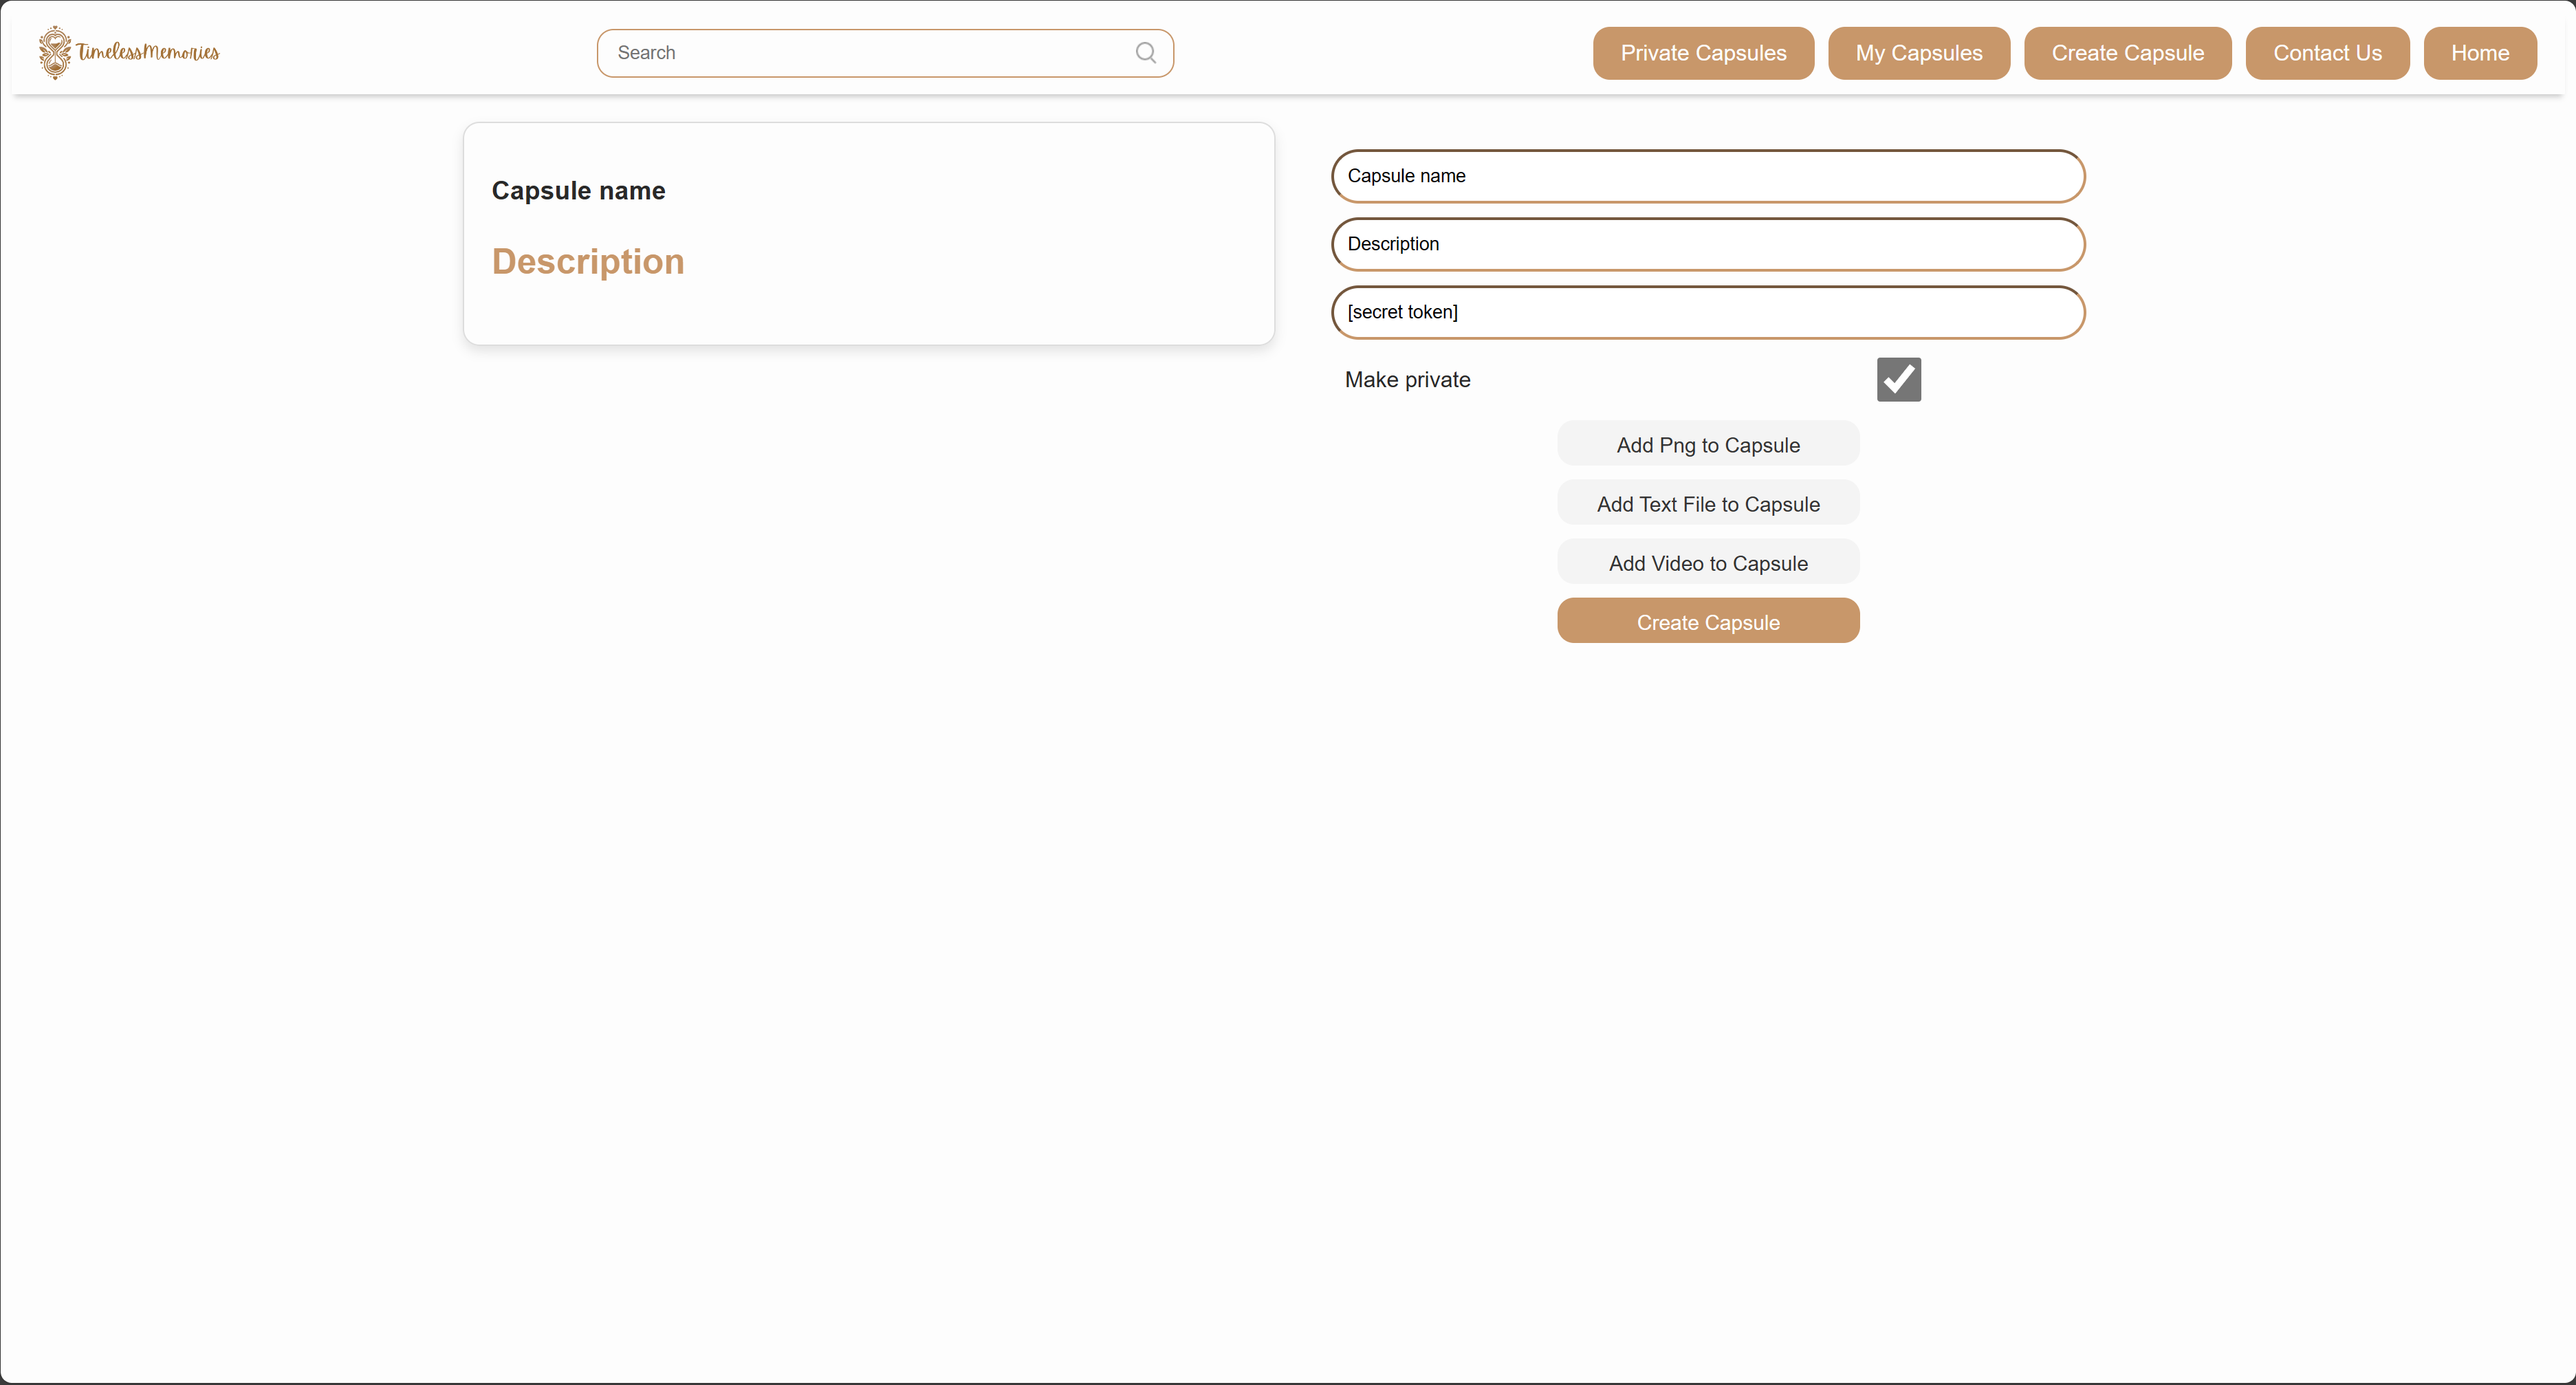 TimelessMemories
Search
Private Capsules
My Capsules
Create Capsule
Contact Us
Home
Capsule name
Description
Capsule name
Description
[secret token]
Make private
Add Png to Capsule
Add Text File to Capsule
Add Video to Capsule
Create Capsule